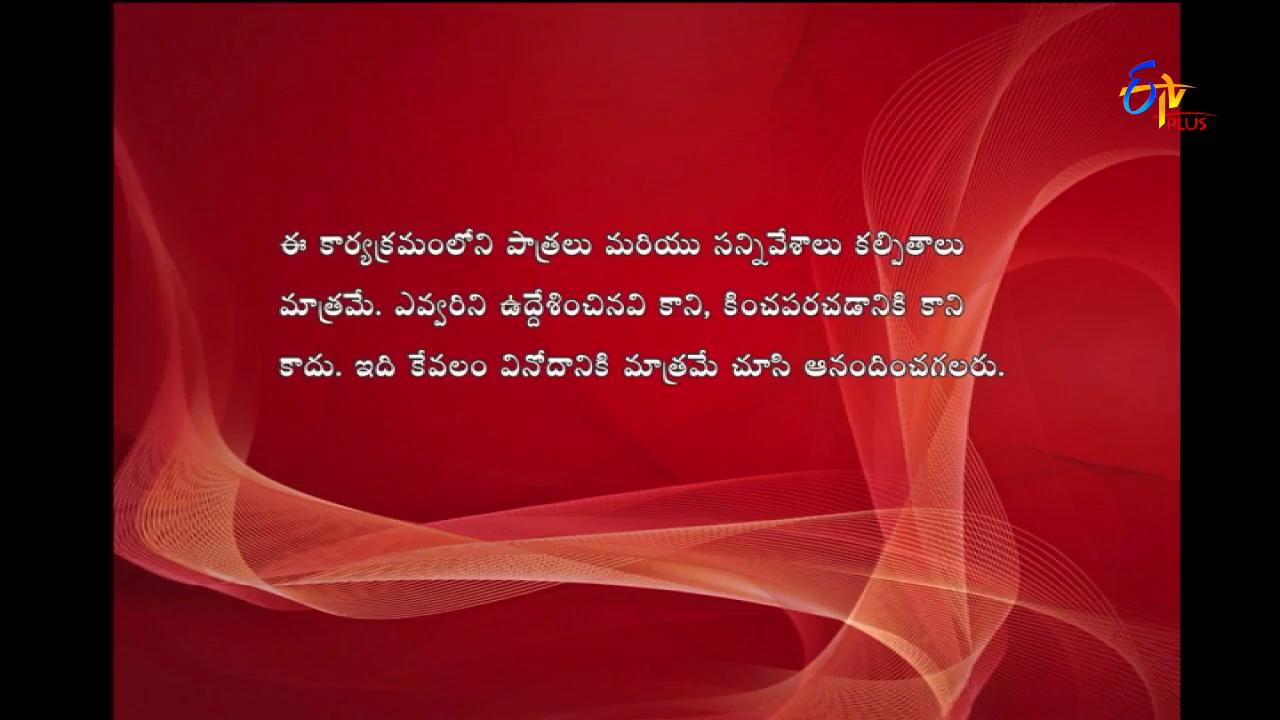 ETV
PLUS
ఈ కార్యక్రమంలోని పాత్రలు మరియు సన్నివేశాలు కల్పితాలు
మాత్రమే. ఎవ్వరిని ఉద్దేశించినవి కాని, కించపరచడానికి కాని
కాదు. ఇది కేవలం వినోదానికి మాత్రమే చూసి ఆనందించగలరు.